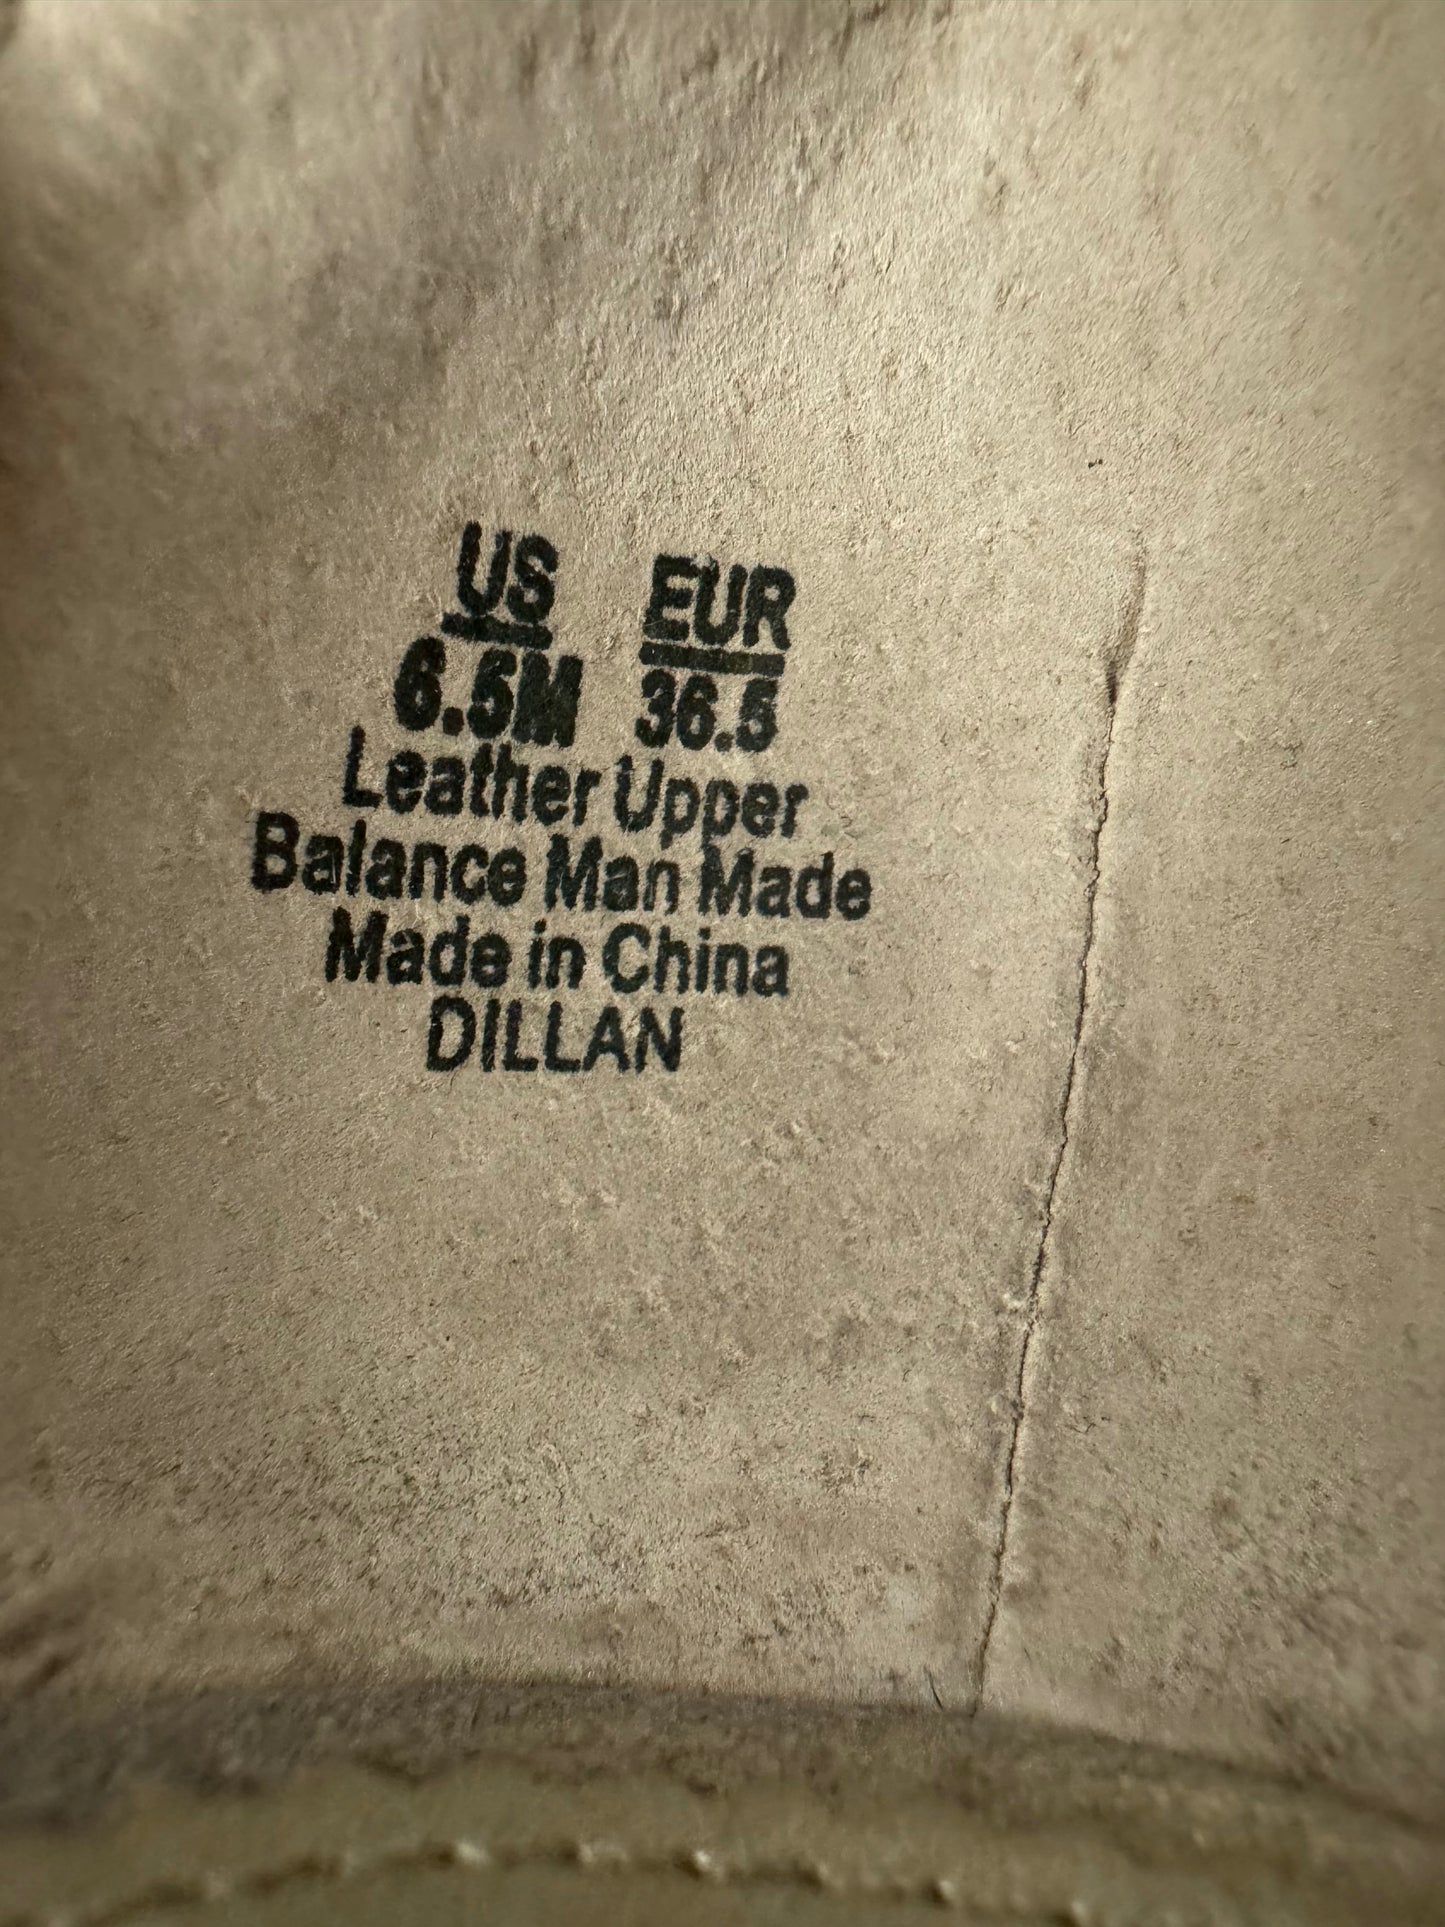 US EUR
6.5M 36.5
Leather Upper
Balance Man Made
Made in China
DILLAN